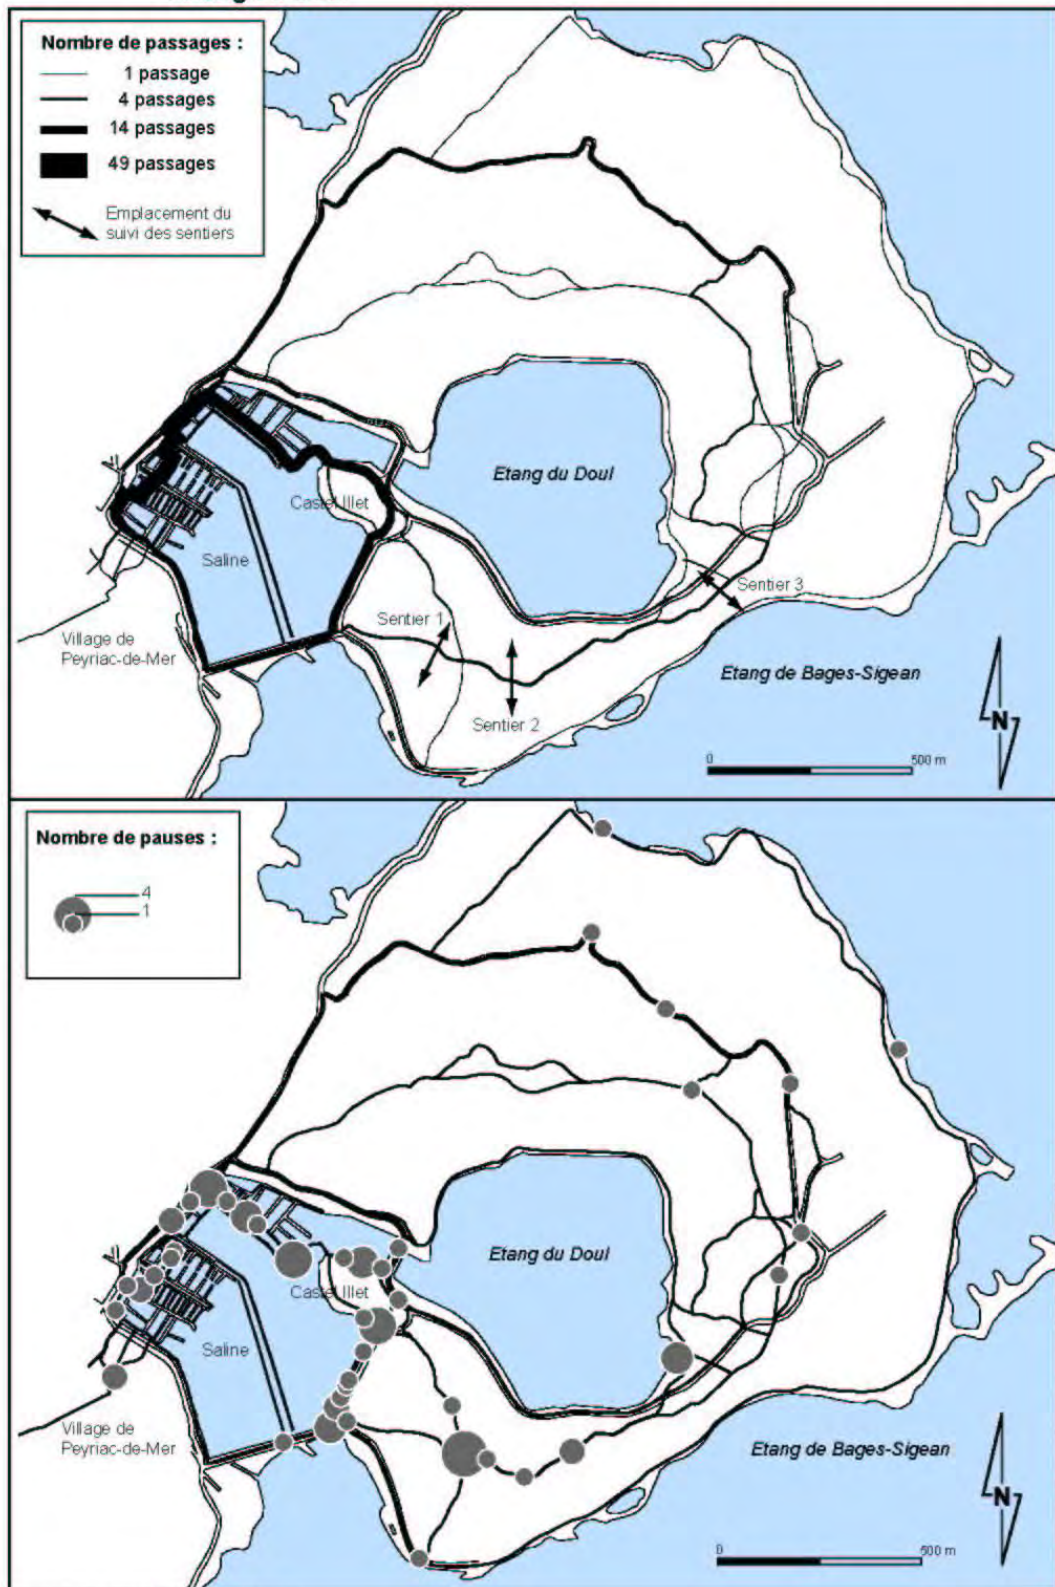 Nombre de passages :
1 passage
4 passages
14 passages
49 passages
Emplacement du
suivi des sentiers
Etang du Doul
Castel Illet
Saline
Sentier 3
Sentier 1
Village de
Peyriac-de-Mer
Etang de Bages-Sigean
Sentier 2
N
0
500 m
Nombre de pauses :
4
1
Etang du Doul
Castel Illet
Saline
Village de
Peyriac-de-Mer
Etang de Bages-Sigean
N
0
500 m